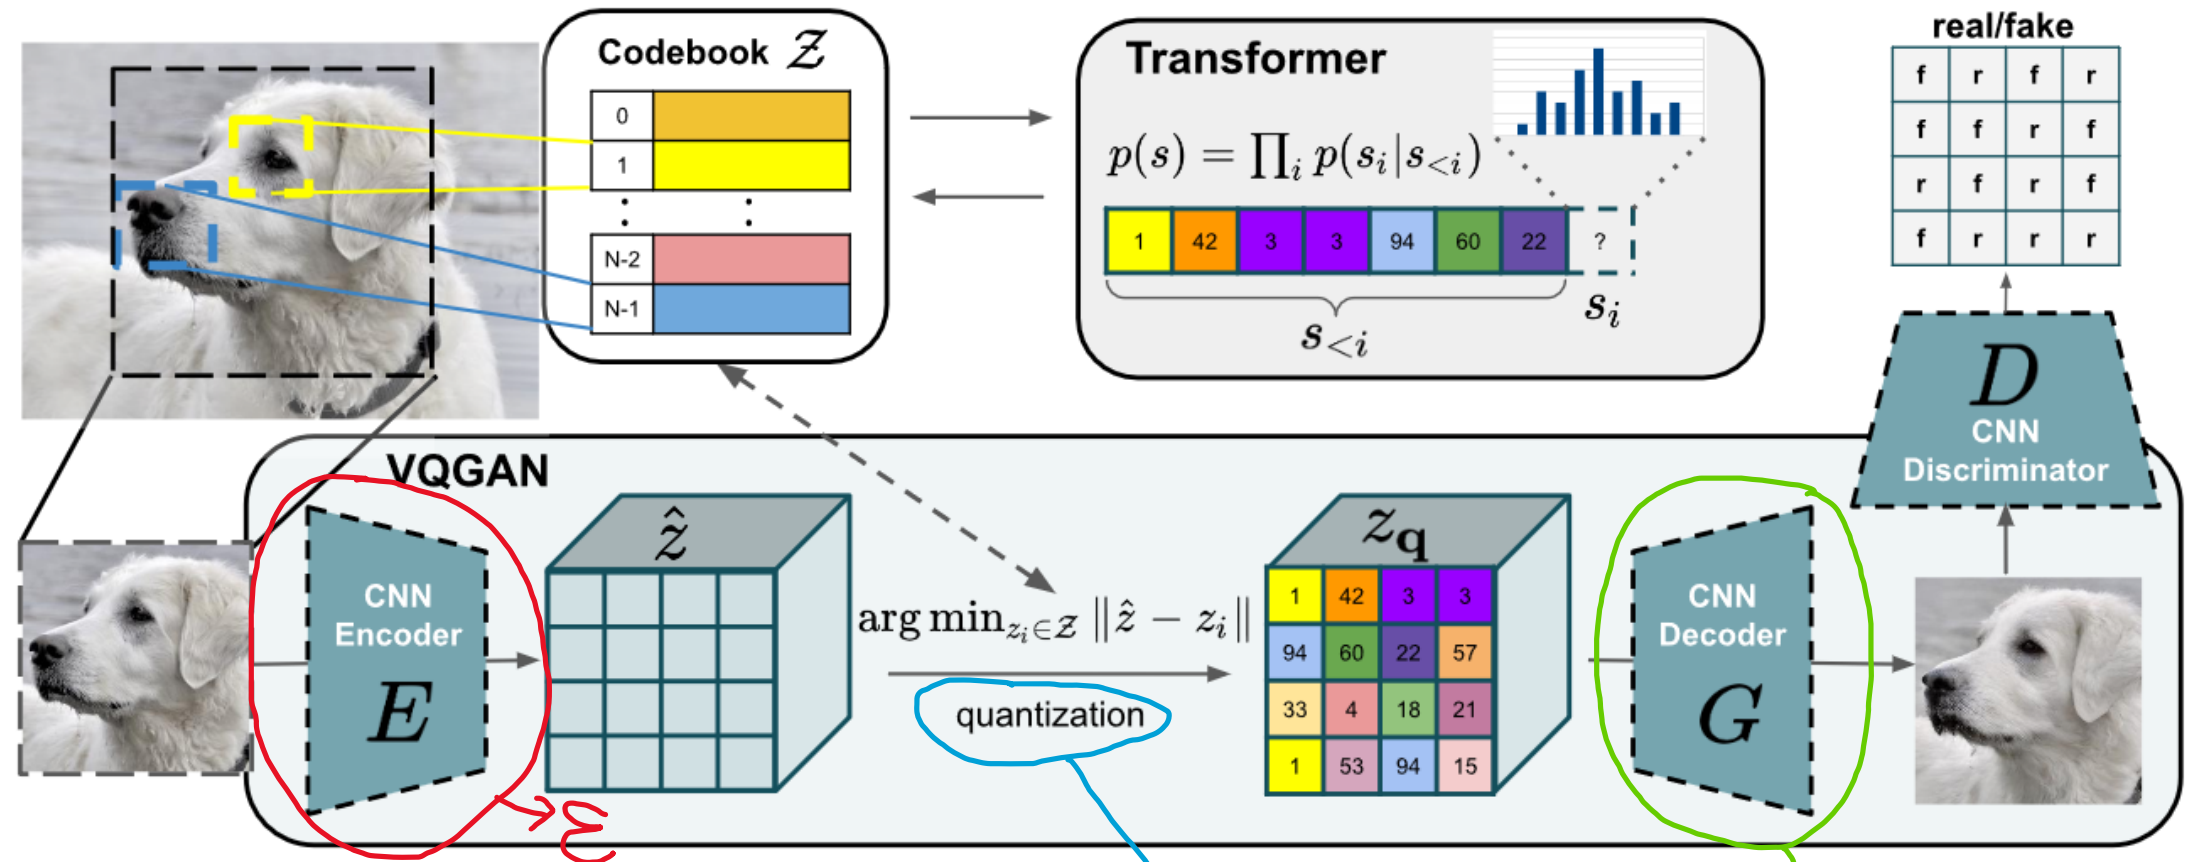 Codebook 𝒵
0
1
:
:
N-2
N-1
Transformer
p(s) = ∏ᵢ p(sᵢ|s<ᵢ)
1 42 3 3 94 60 22 ?
s<ᵢ
sᵢ
real/fake
f r f r
f f r f
r f r f
f r r r
D
CNN
Discriminator
VQGAN
CNN
Encoder
E
ẑ
arg min_{zᵢ∈𝒵} ‖ẑ − zᵢ‖
quantization
z_q
1 42 3 3
94 60 22 57
33 4 18 21
1 53 94 15
CNN
Decoder
G